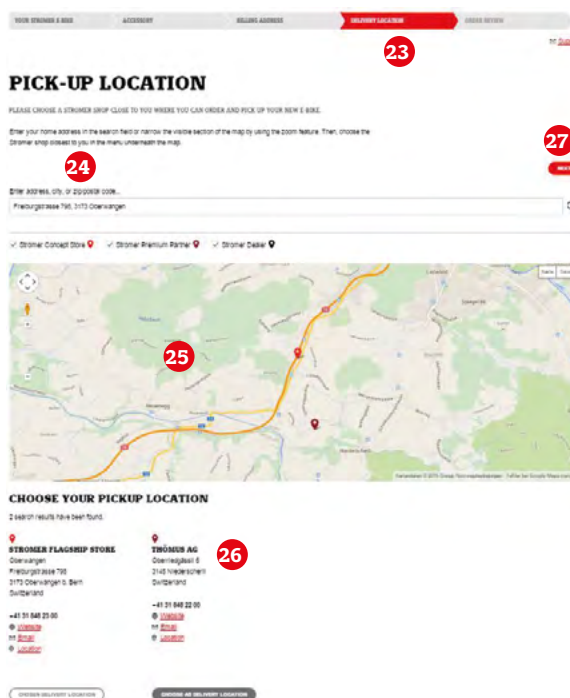 YOUR STROMER E-BIKE
ACCESSORY
BILLING ADDRESS
DELIVERY LOCATION
ORDER REVIEW
23
PICK-UP LOCATION
PLEASE CHOOSE A STROMER SHOP CLOSE TO YOU WHERE YOU CAN ORDER AND PICK UP YOUR NEW E-BIKE.
Enter your home address in the search field or narrow the visible section of the map by using the zoom feature. Then, choose the
Stromer shop closest to you in the menu underneath the map.
27
24
Enter address, city, or zip/postal code...
Freiburgstrasse 798, 3172 Oberwangen
Stromer Concept Store
Stromer Premium Partner
Stromer Dealer
25
CHOOSE YOUR PICKUP LOCATION
2 search results have been found.
STROMER FLAGSHIP STORE
Oberwangen
Freiburgstrasse 798
3173 Oberwangen b. Bern
Switzerland
+41 31 848 23 00
Website
Email
Location
THÖMUS AG
Oberriedgässli 8
3145 Niederscherli
Switzerland
+41 31 848 22 00
Website
Email
Location
26
CHOSEN DELIVERY LOCATION
CHOOSE AS DELIVERY LOCATION